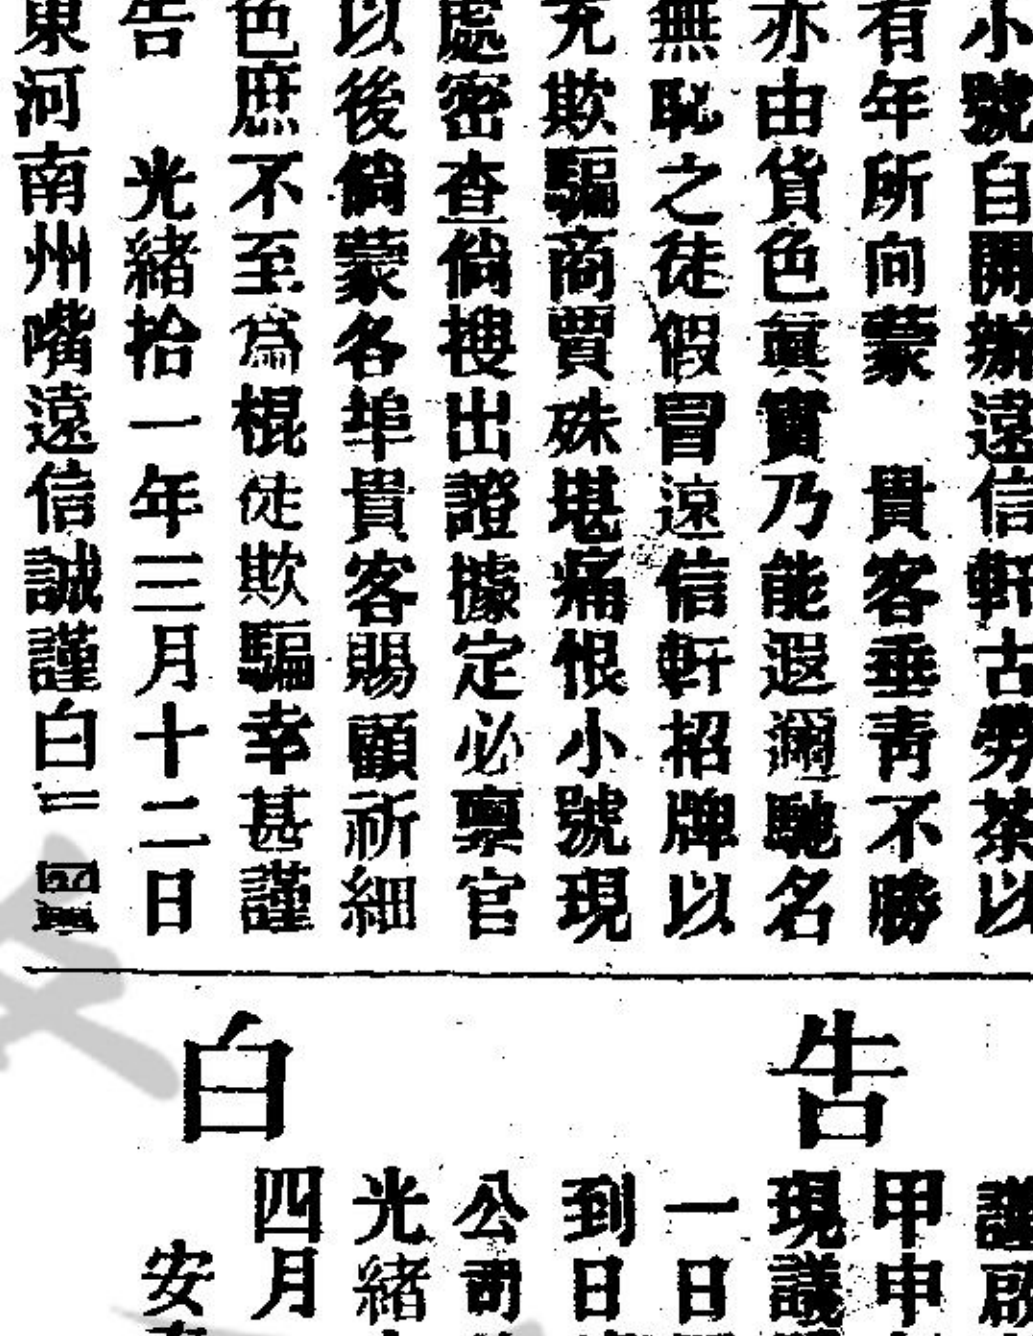 小號自開辦遠信軒古勞茶以
有年所向蒙 貴客垂青不勝
亦由貨色眞實乃能遐邇馳名
無恥之徒假冒遠信軒招牌以
充欺騙商賈殊堪痛恨小號現
處密查倘搜出證據定必禀官
以後倘蒙各埠貴客賜顧祈細
色庶不至爲棍徒欺騙幸甚謹
告 光緒拾一年三月十二日
東河南州嘴遠信誠謹白
告白
謹啟
甲申
現議
一日
到日
公司
光緒
四月
安